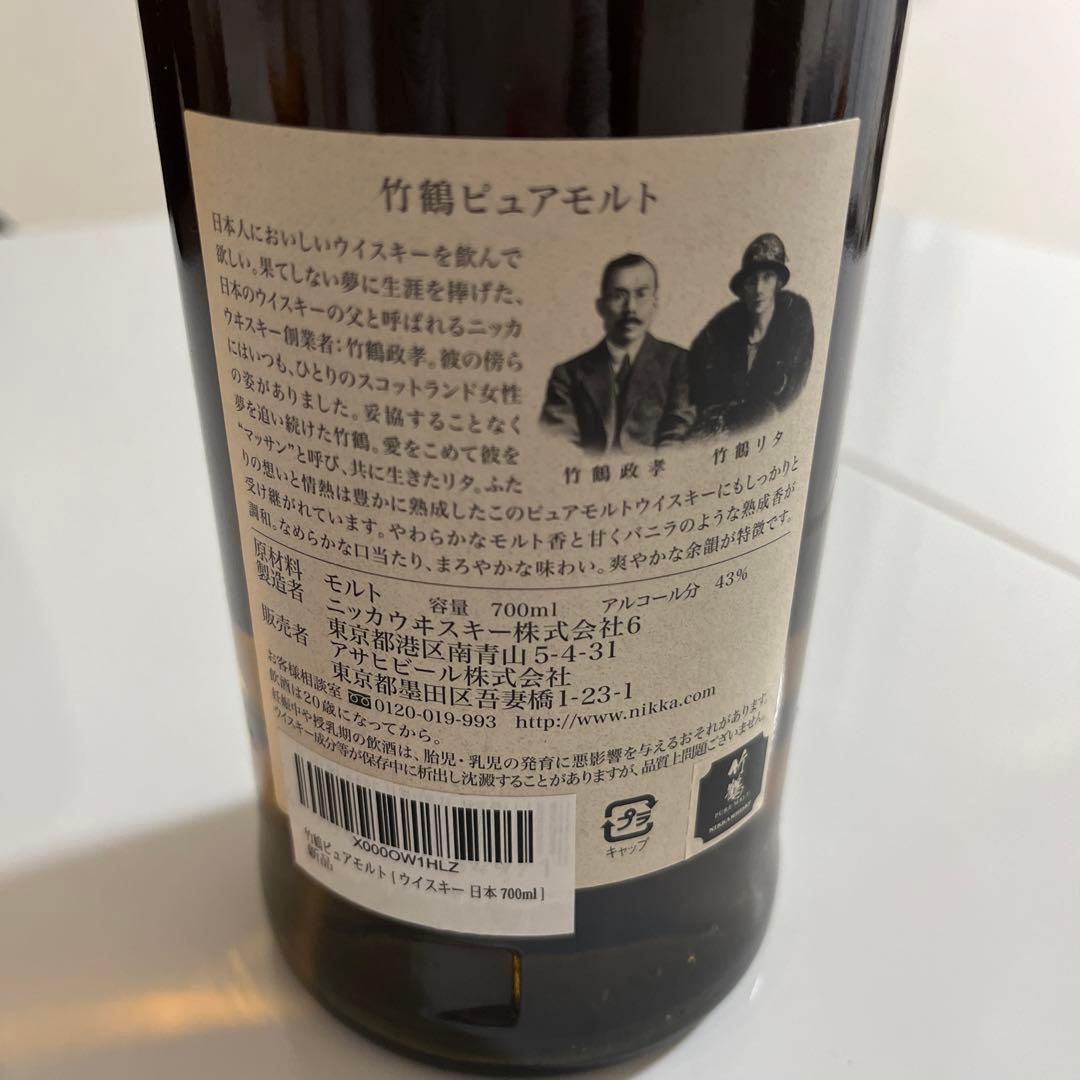 竹鶴ピュアモルト
日本人においしいウイスキーを飲んで
欲しい。果てしない夢に生涯を捧げた、
日本のウイスキーの父と呼ばれるニッカ
ウヰスキー創業者：竹鶴政孝。彼の傍ら
にはいつも、ひとりのスコットランド女性
の姿がありました。妥協することなく
夢を追い続けた竹鶴。愛をこめて彼を
“マッサン”と呼び、共に生きたリタ。ふた
りの想いと情熱は豊かに熟成したこのピュアモルトウイスキーにもしっかりと
受け継がれています。やわらかなモルト香と甘くバニラのような熟成香が
調和。なめらかな口当たり、まろやかな味わい。爽やかな余韻が特徴です。
竹鶴政孝
竹鶴リタ
原材料 モルト 容量 700ml アルコール分 43%
製造者 ニッカウヰスキー株式会社6
東京都港区南青山5-4-31
販売者 アサヒビール株式会社
東京都墨田区吾妻橋1-23-1
お客様相談室 0120-019-993 http://www.nikka.com
飲酒は20歳になってから。
妊娠中や授乳期の飲酒は、胎児・乳児の発育に悪影響を与えるおそれがあります。
ウイスキー成分等が保存中に析出し沈澱することがありますが、品質上問題ございません。
X000OW1HLZ
竹鶴ピュアモルト [ ウイスキー 日本 700ml ]
新品
プラ
キャップ
竹鶴
PURE MALT
NIKKA WHISKY